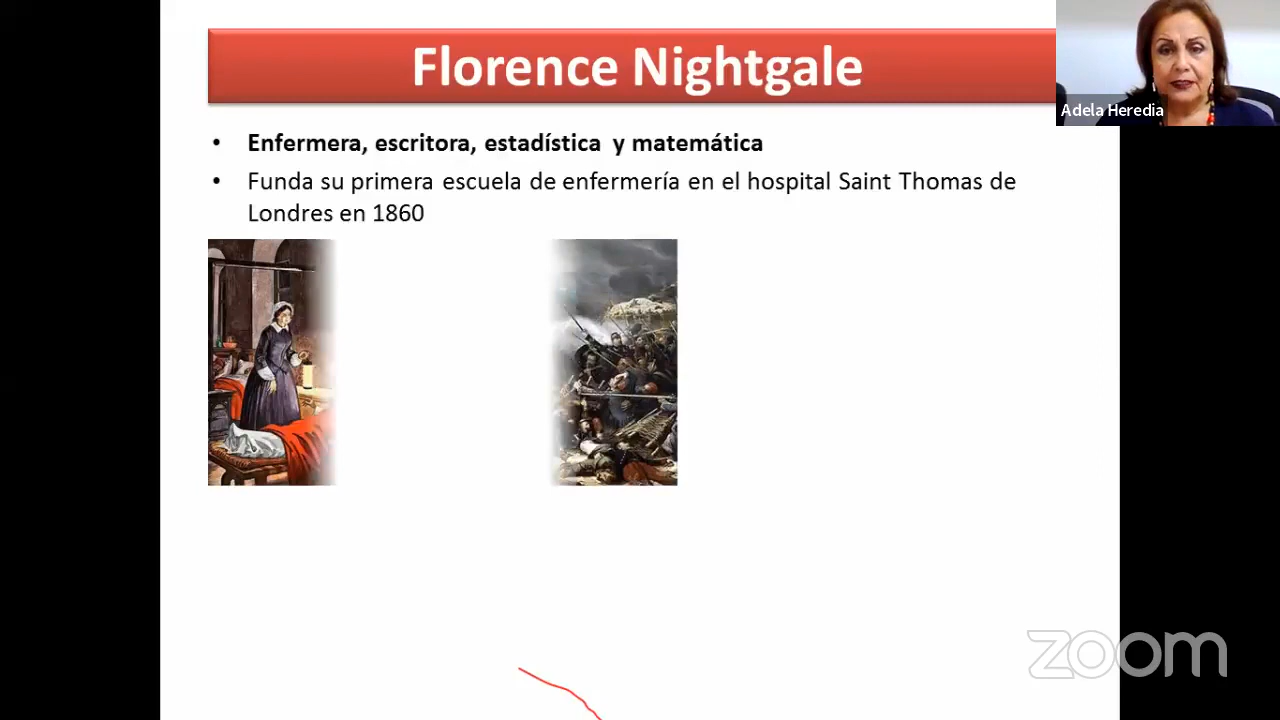 Florence Nightgale
Adela Heredia
• Enfermera, escritora, estadística y matemática
• Funda su primera escuela de enfermería en el hospital Saint Thomas de
Londres en 1860
zoom